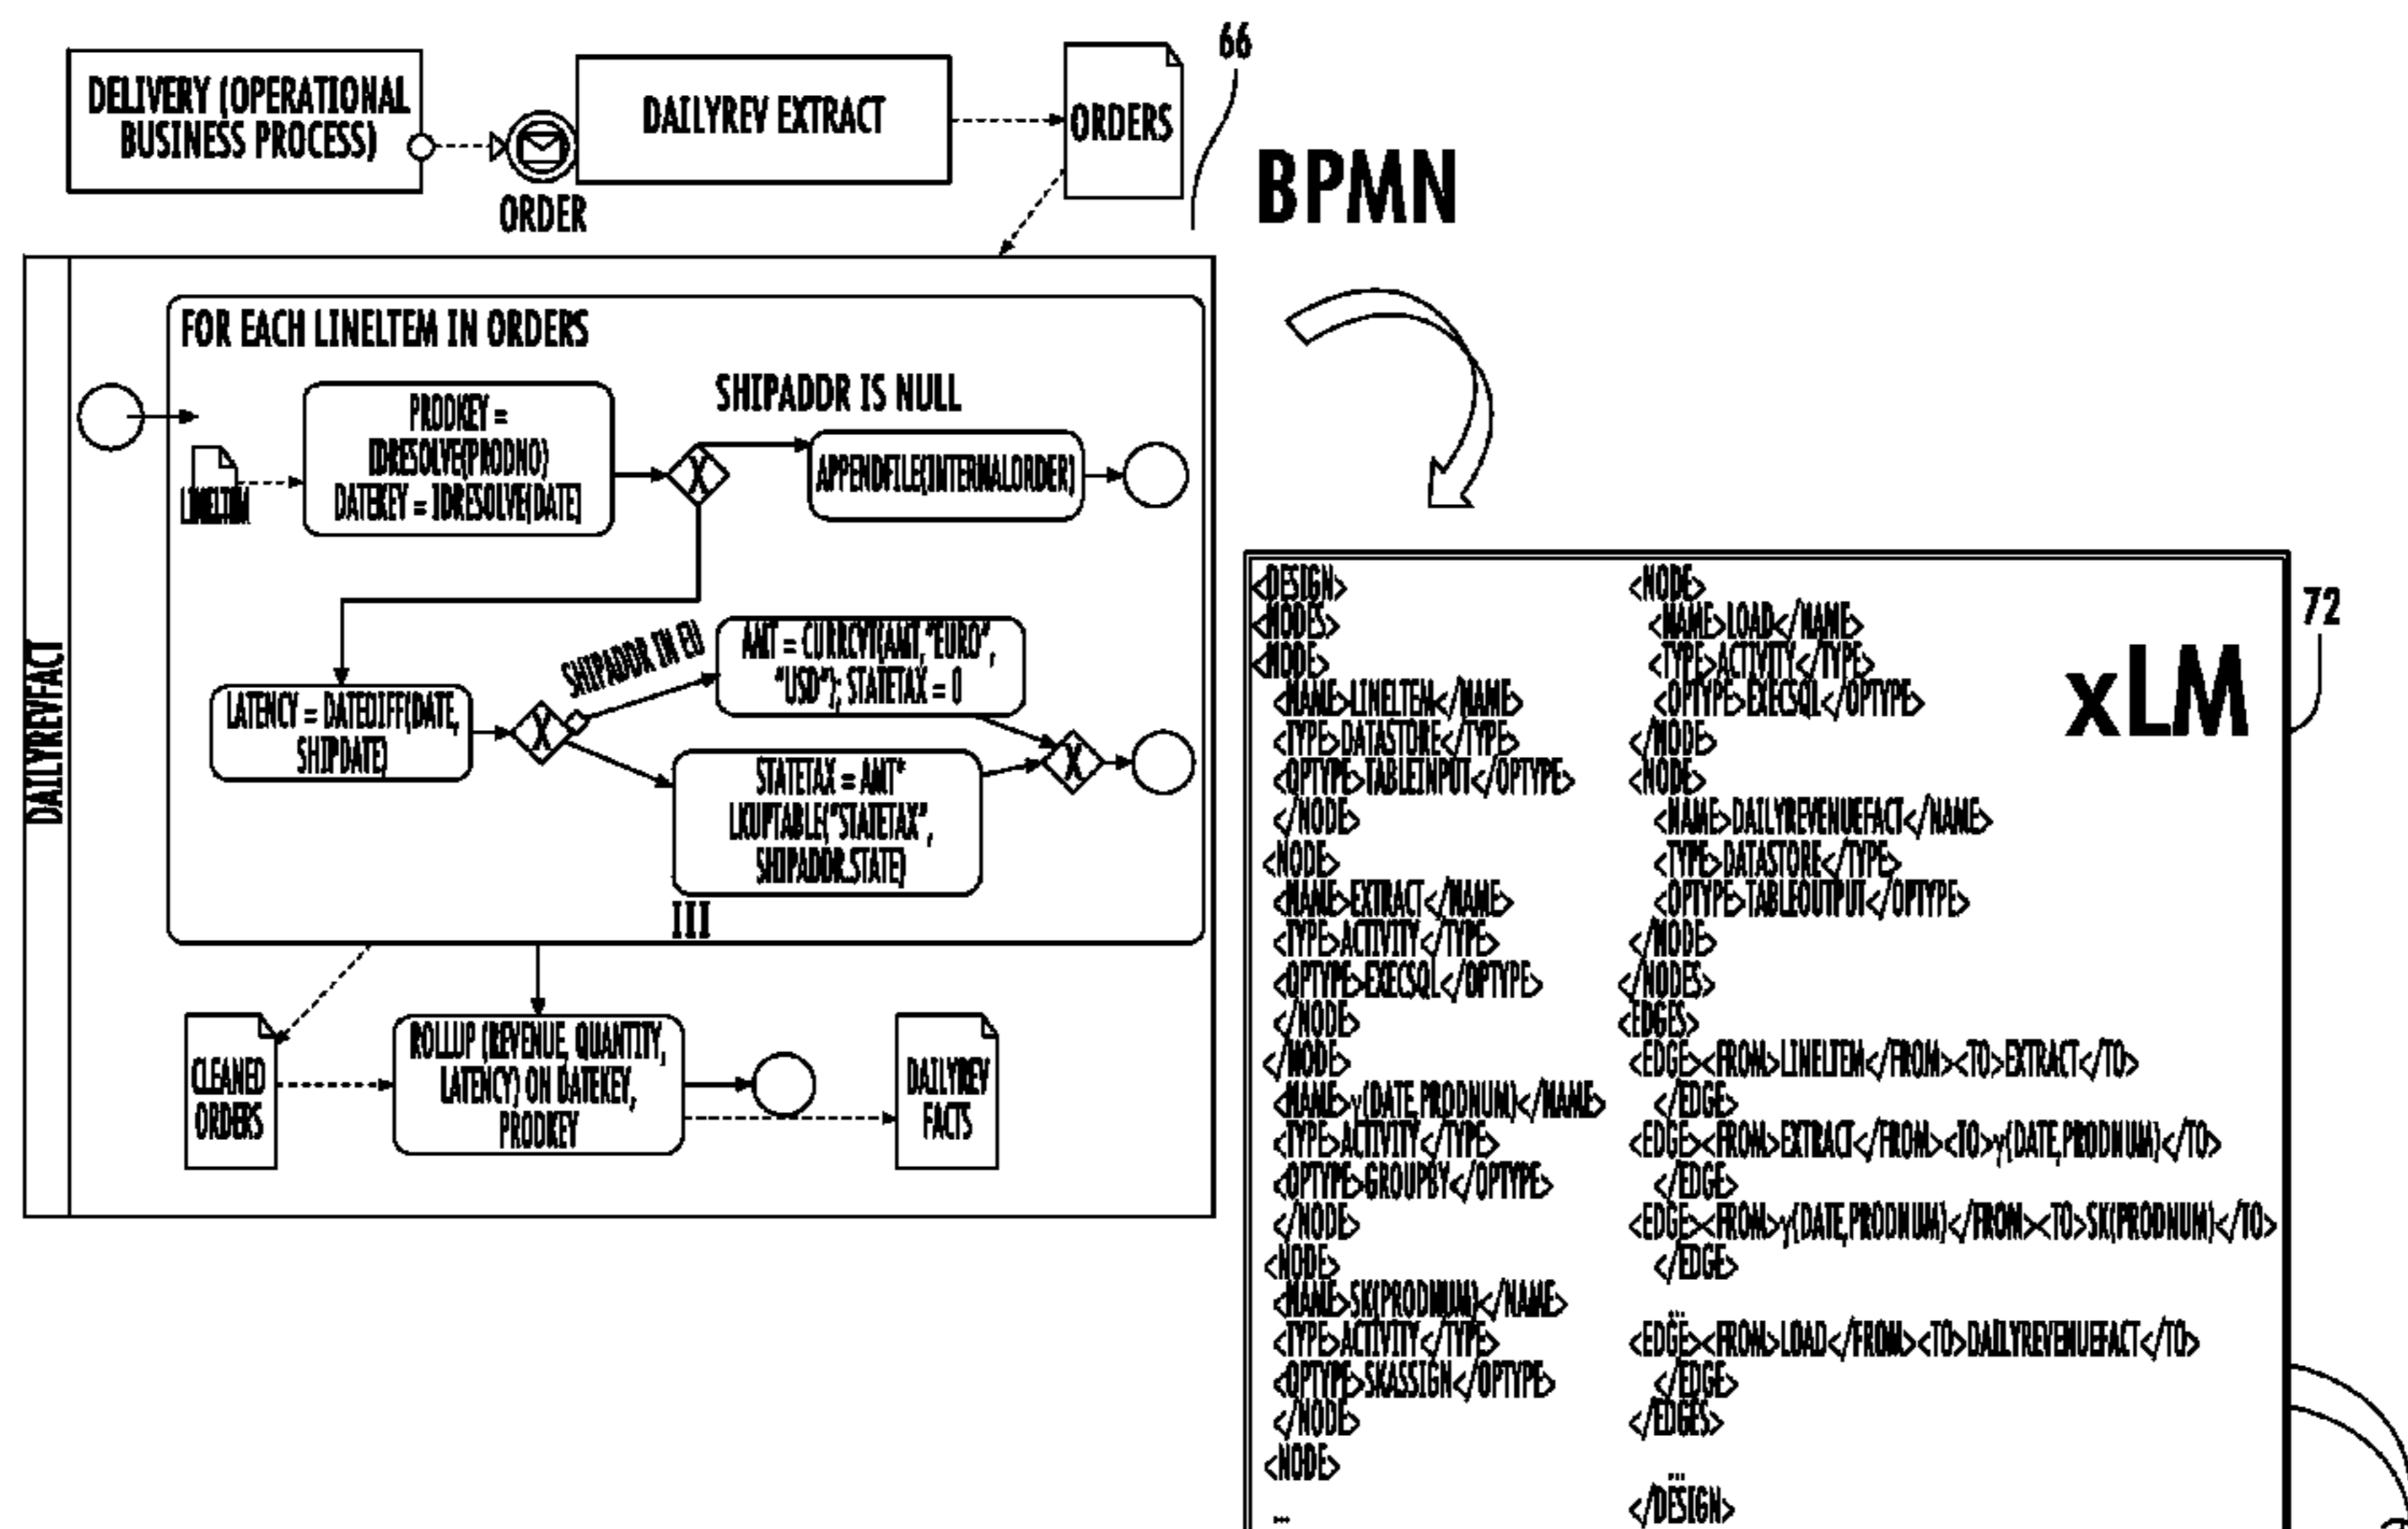 DELIVERY (OPERATIONAL
BUSINESS PROCESS)
ORDER
DAILYREV EXTRACT
ORDERS
66
BPMN
DAILYREVFACT
FOR EACH LINELTEM IN ORDERS
LINELTEM
PRODKEY =
IDRESOLVE(PRODNO)
DATEKEY = IDRESOLVE(DATE)
X
SHIPADDR IS NULL
APPENDFILE(INTERNALORDER)
LATENCY = DATEDIFF(DATE,
SHIPDATE)
X
SHIPADDR IN EU
AMT = CURRCVT(AMT,"EURO",
"USD"); STATETAX = 0
STATETAX = AMT*
LKUPTABLE("STATETAX",
SHIPADDR.STATE)
X
III
CLEANED
ORDERS
ROLLUP (REVENUE, QUANTITY,
LATENCY) ON DATEKEY,
PRODKEY
DAILYREV
FACTS
xLM
72
<DESIGN>
<NODES>
<NODE>
<NAME>LINELTEM</NAME>
<TYPE>DATASTORE</TYPE>
<OPTYPE>TABLEINPUT</OPTYPE>
</NODE>
<NODE>
<NAME>EXTRACT</NAME>
<TYPE>ACTIVITY</TYPE>
<OPTYPE>EXECSQL</OPTYPE>
</NODE>
</NODE>
<NAME>γ(DATE,PRODNUM)</NAME>
<TYPE>ACTIVITY</TYPE>
<OPTYPE>GROUPBY</OPTYPE>
</NODE>
<NODE>
<NAME>SK(PRODNUM)</NAME>
<TYPE>ACTIVITY</TYPE>
<OPTYPE>SKASSIGN</OPTYPE>
</NODE>
<NODE>
...
<NODE>
<NAME>LOAD</NAME>
<TYPE>ACTIVITY</TYPE>
<OPTYPE>EXECSQL</OPTYPE>
</NODE>
<NODE>
<NAME>DAILYREVENUEFACT</NAME>
<TYPE>DATASTORE</TYPE>
<OPTYPE>TABLEOUTPUT</OPTYPE>
</NODE>
</NODES>
<EDGES>
<EDGE><FROM>LINELTEM</FROM><TO>EXTRACT</TO>
</EDGE>
<EDGE><FROM>EXTRACT</FROM><TO>γ(DATE,PRODNUM)</TO>
</EDGE>
<EDGE><FROM>γ(DATE,PRODNUM)</FROM><TO>SK(PRODNUM)</TO>
</EDGE>
...
<EDGE><FROM>LOAD</FROM><TO>DAILYREVENUEFACT</TO>
</EDGE>
</EDGES>
...
</DESIGN>